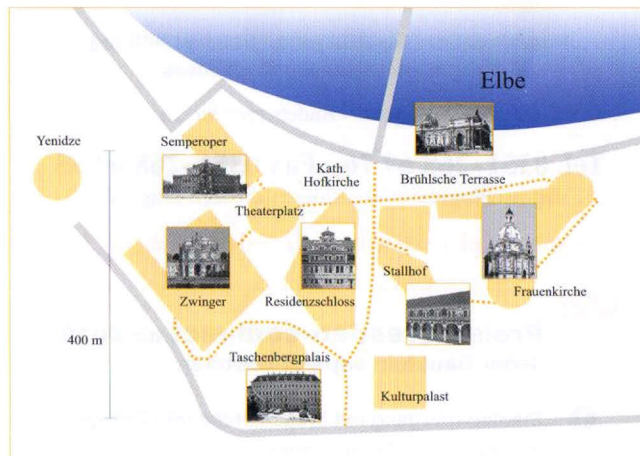 Elbe
Yenidze
Semperoper
Kath.
Hofkirche
Brühlsche Terrasse
Theaterplatz
Stallhof
Zwinger
Residenzschloss
Frauenkirche
400 m
Taschenbergpalais
Kulturpalast